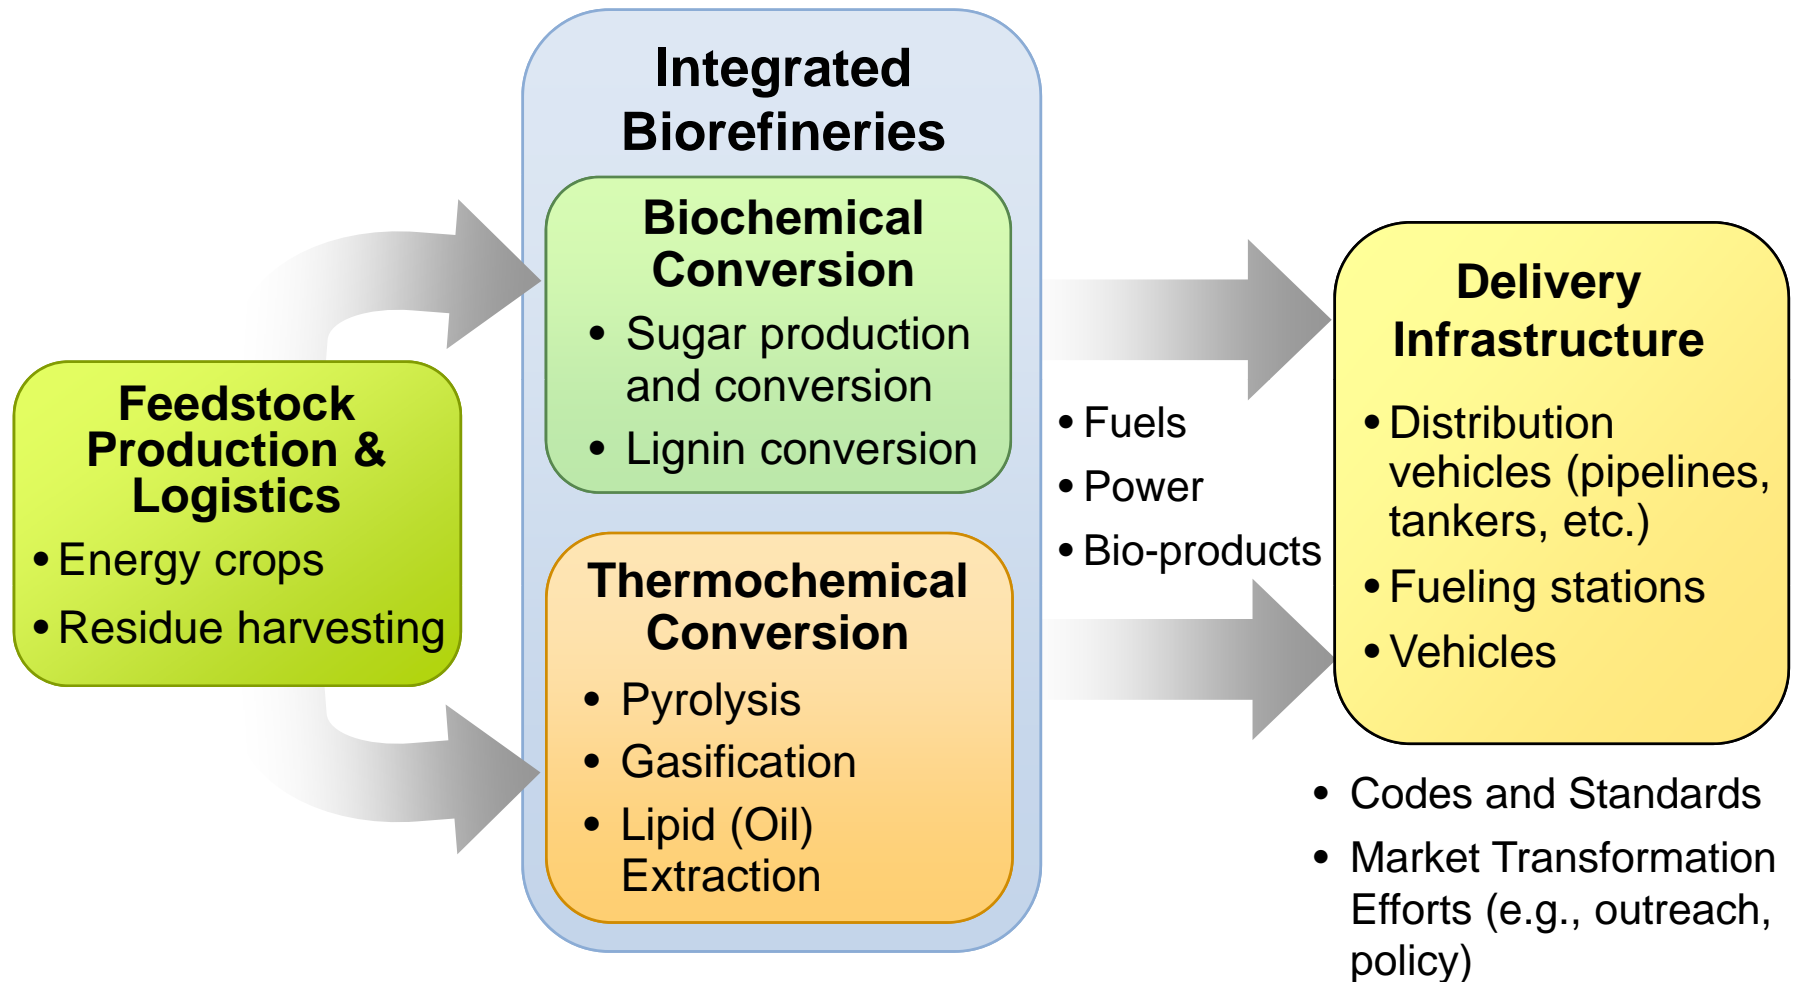 Feedstock
Production &
Logistics
• Energy crops
• Residue harvesting
Integrated
Biorefineries
Biochemical
Conversion
• Sugar production
and conversion
• Lignin conversion
Thermochemical
Conversion
• Pyrolysis
• Gasification
• Lipid (Oil)
Extraction
• Fuels
• Power
• Bio-products
Delivery
Infrastructure
• Distribution
vehicles (pipelines,
tankers, etc.)
• Fueling stations
• Vehicles
• Codes and Standards
• Market Transformation
Efforts (e.g., outreach,
policy)